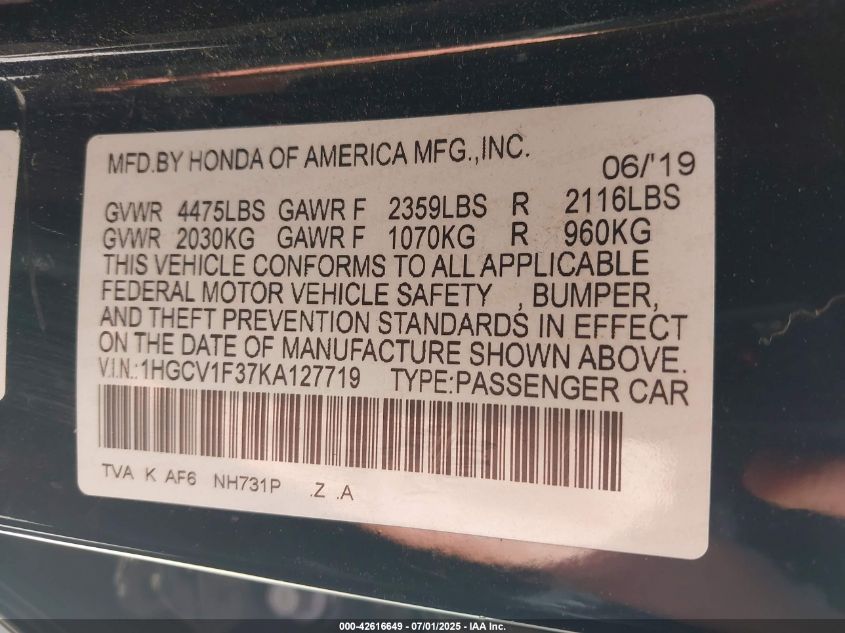 MFD.BY HONDA OF AMERICA MFG.,INC. 06/'19
GVWR 4475LBS GAWR F 2359LBS R 2116LBS
GVWR 2030KG GAWR F 1070KG R 960KG
THIS VEHICLE CONFORMS TO ALL APPLICABLE
FEDERAL MOTOR VEHICLE SAFETY , BUMPER,
AND THEFT PREVENTION STANDARDS IN EFFECT
ON THE DATE OF MANUFACTURE SHOWN ABOVE.
V.I.N.:1HGCV1F37KA127719 TYPE:PASSENGER CAR
TVA K AF6 NH731P .Z .A
000-42616649 - 07/01/2025 - IAA Inc.